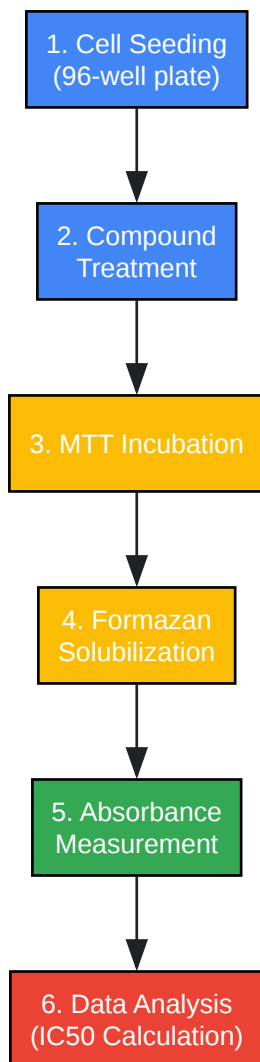 1. Cell Seeding
(96-well plate)
2. Compound
Treatment
3. MTT Incubation
4. Formazan
Solubilization
5. Absorbance
Measurement
6. Data Analysis
(IC50 Calculation)